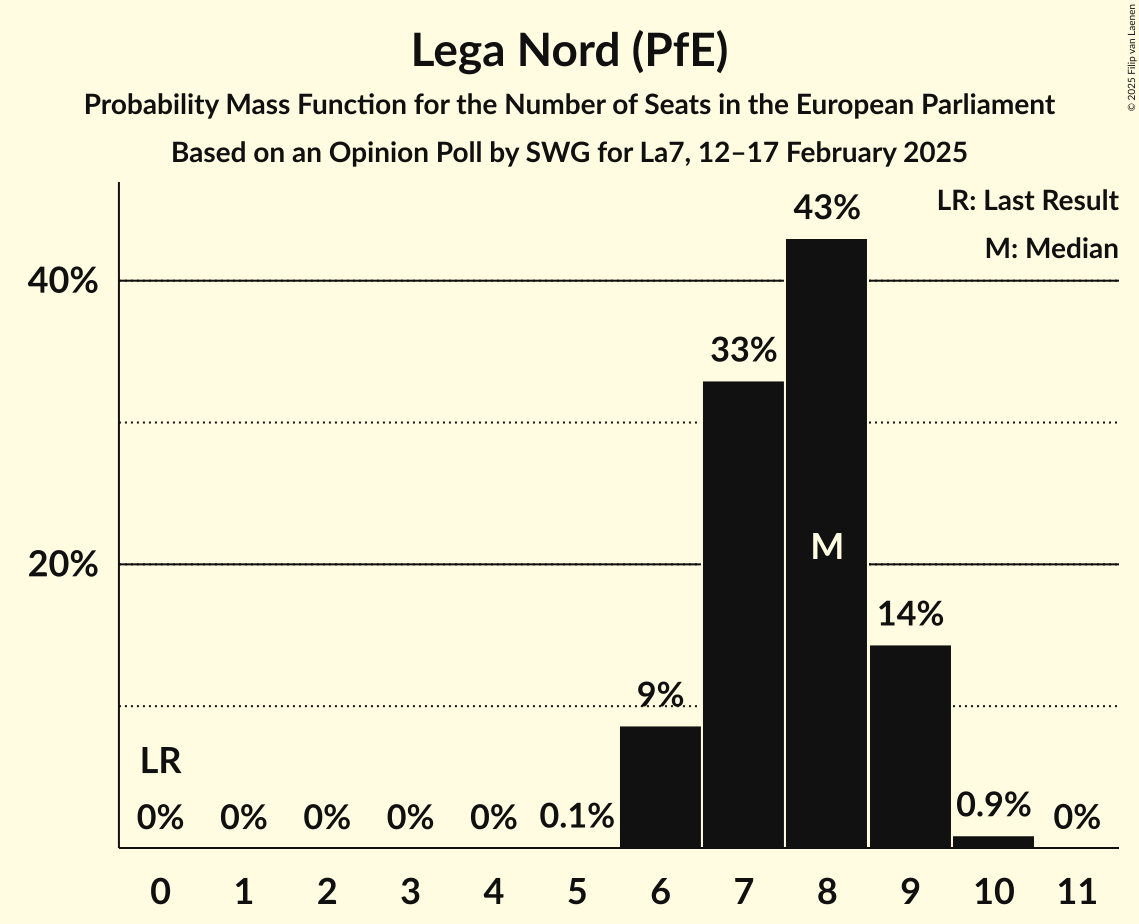 Lega Nord (PfE)
Probability Mass Function for the Number of Seats in the European Parliament
Based on an Opinion Poll by SWG for La7, 12–17 February 2025
© 2025 Filip van Laenen
LR: Last Result
M: Median
43%
40%
33%
M
20%
14%
9%
LR
0% 0% 0% 0% 0% 0.1% 0.9% 0%
0 1 2 3 4 5 6 7 8 9 10 11